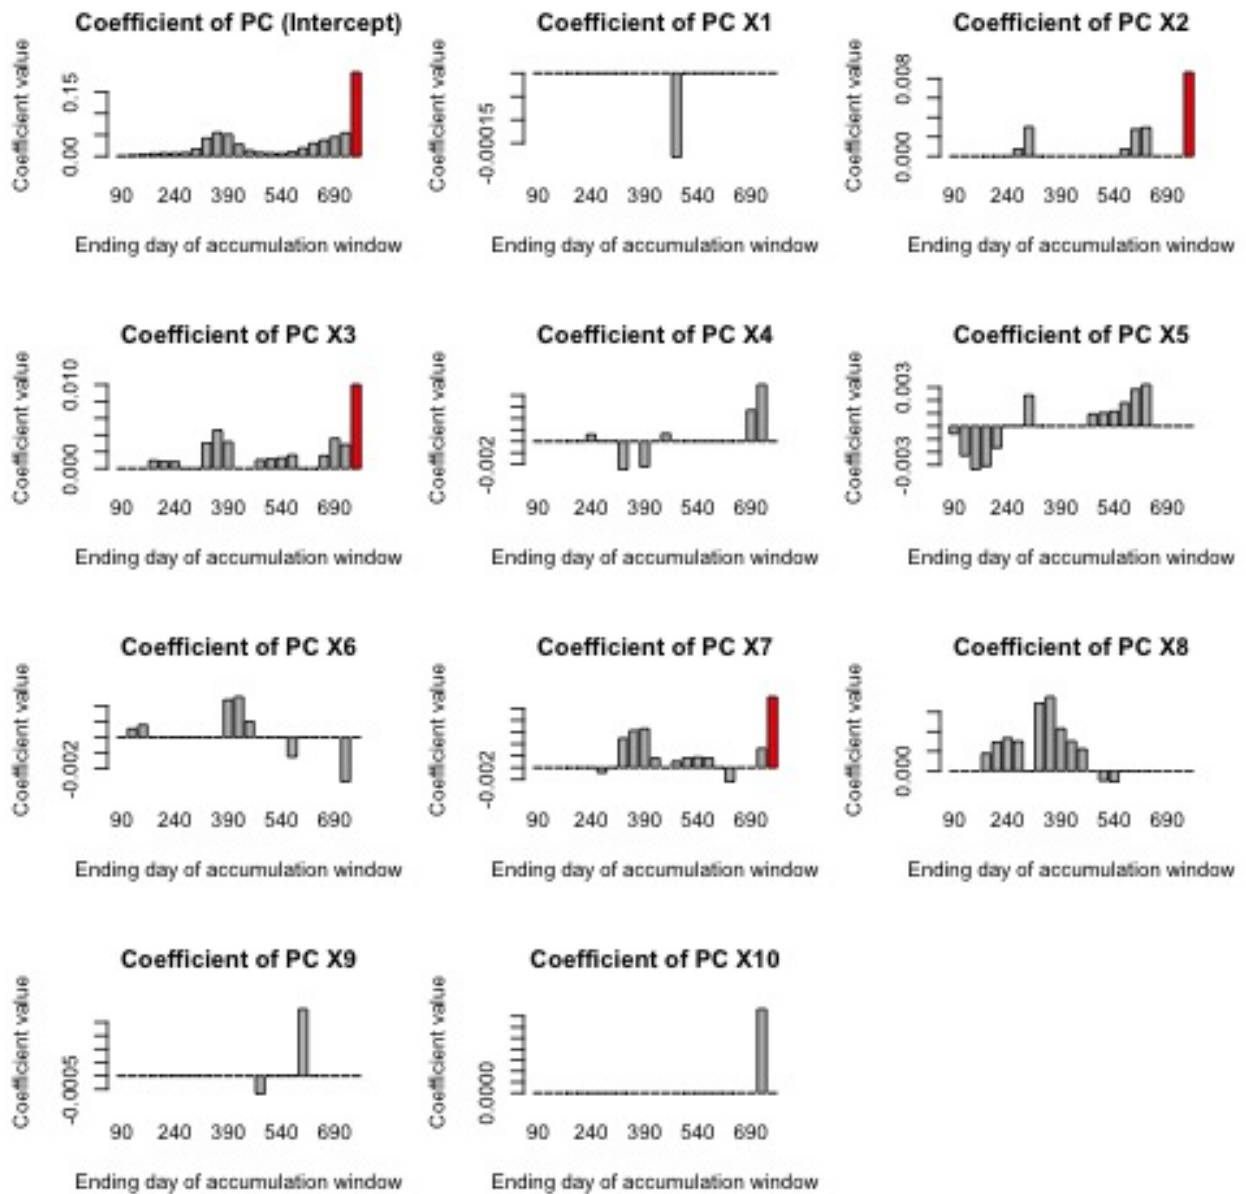 Coefficient of PC (Intercept)
Coefficient value
0.00 0.15
90 240 390 540 690
Ending day of accumulation window
Coefficient of PC X1
Coefficient value
-0.00015
90 240 390 540 690
Ending day of accumulation window
Coefficient of PC X2
Coefficient value
0.000 0.008
90 240 390 540 690
Ending day of accumulation window
Coefficient of PC X3
Coefficient value
0.000 0.010
90 240 390 540 690
Ending day of accumulation window
Coefficient of PC X4
Coefficient value
-0.002
90 240 390 540 690
Ending day of accumulation window
Coefficient of PC X5
Coefficient value
-0.003 0.003
90 240 390 540 690
Ending day of accumulation window
Coefficient of PC X6
Coefficient value
-0.002
90 240 390 540 690
Ending day of accumulation window
Coefficient of PC X7
Coefficient value
-0.002
90 240 390 540 690
Ending day of accumulation window
Coefficient of PC X8
Coefficient value
0.000
90 240 390 540 690
Ending day of accumulation window
Coefficient of PC X9
Coefficient value
-0.0005
90 240 390 540 690
Ending day of accumulation window
Coefficient of PC X10
Coefficient value
0.0000
90 240 390 540 690
Ending day of accumulation window